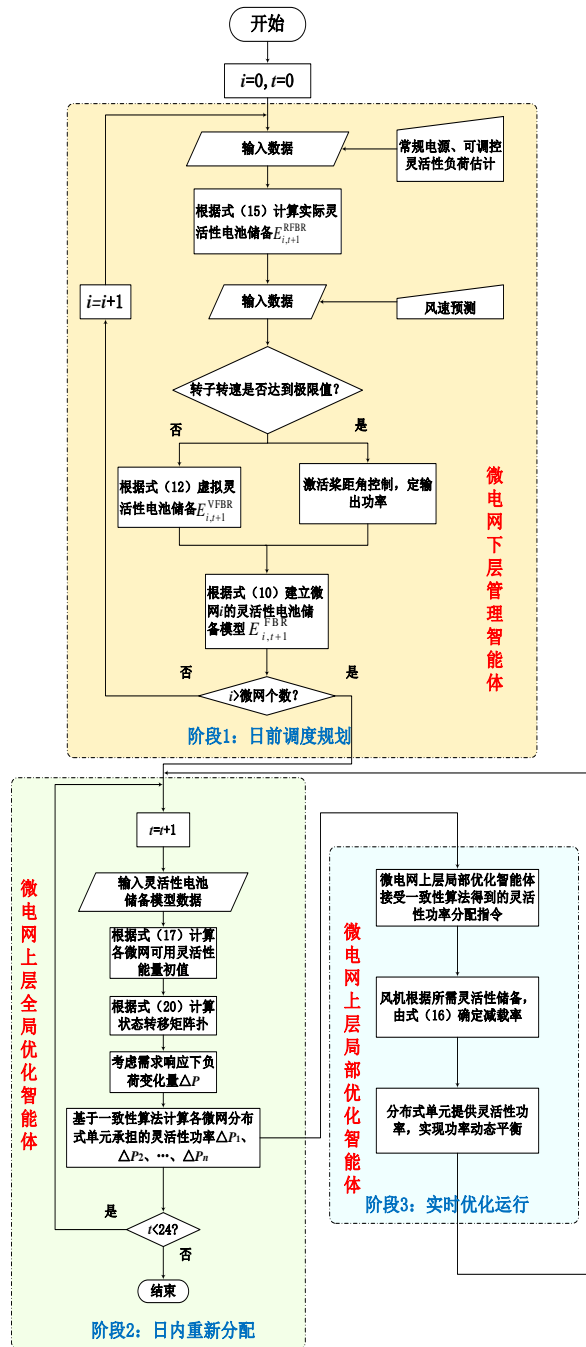 开始
i=0, t=0
输入数据
常规电源、可调控
灵活性负荷估计
根据式（15）计算实际灵
活性电池储备E_{i,t+1}^{RFBR}
i=i+1
输入数据
风速预测
转子转速是否达到极限值？
否
是
根据式（12）虚拟灵
活性电池储备E_{i,t+1}^{VFBR}
激活桨距角控制，定输
出功率
根据式（10）建立微
网i的灵活性电池储
备模型 E_{i,t+1}^{FBR}
否
是
i>微网个数？
阶段1：日前调度规划
微电网下层管理智能体
t=t+1
输入灵活性电池
储备模型数据
根据式（17）计算
各微网可用灵活性
能量初值
根据式（20）计算
状态转移矩阵扑
考虑需求响应下负
荷变化量△P
基于一致性算法计算各微网分布
式单元承担的灵活性功率△P₁、
△P₂、…、△Pₙ
是
t<24?
否
结束
阶段2：日内重新分配
微电网上层全局优化智能体
微电网上层局部优化智能体
接受一致性算法得到的灵活
性功率分配指令
风机根据所需灵活性储备，
由式（16）确定减载率
分布式单元提供灵活性功
率，实现功率动态平衡
阶段3：实时优化运行
微电网上层局部优化智能体